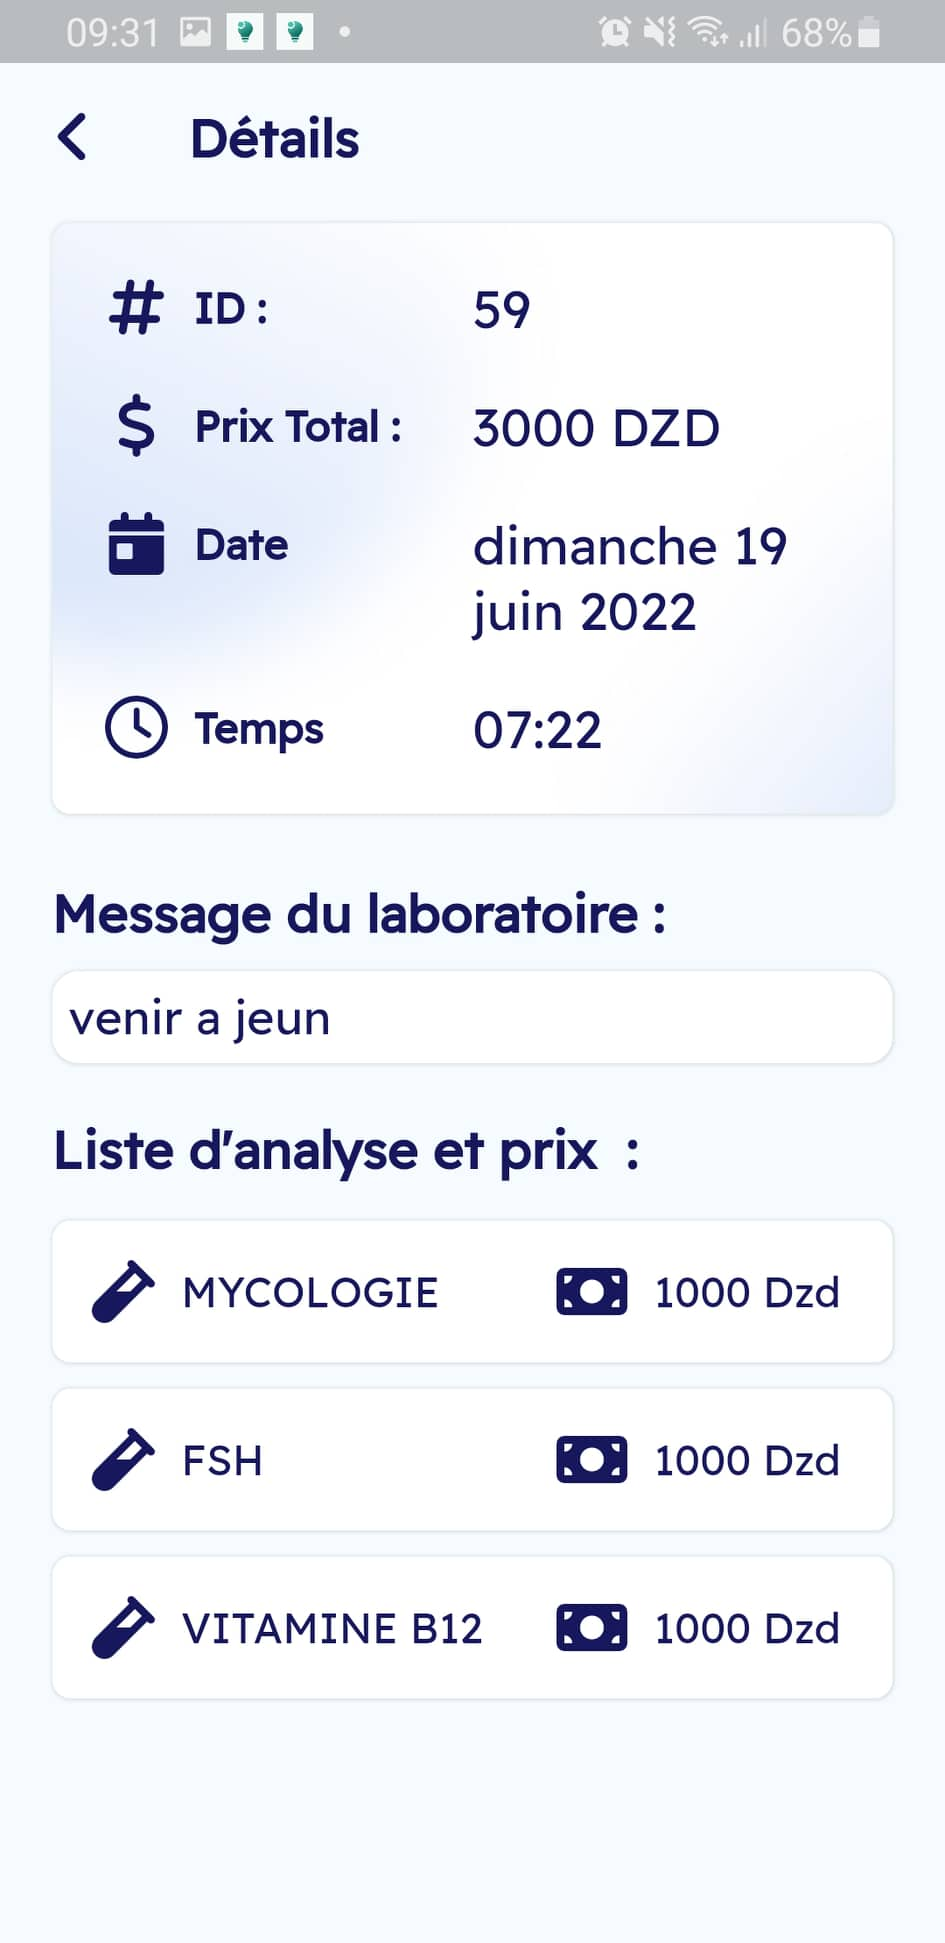 09:31
68%
Détails
ID : 59
Prix Total : 3000 DZD
Date dimanche 19
juin 2022
Temps 07:22
Message du laboratoire :
venir a jeun
Liste d'analyse et prix :
MYCOLOGIE 1000 Dzd
FSH 1000 Dzd
VITAMINE B12 1000 Dzd